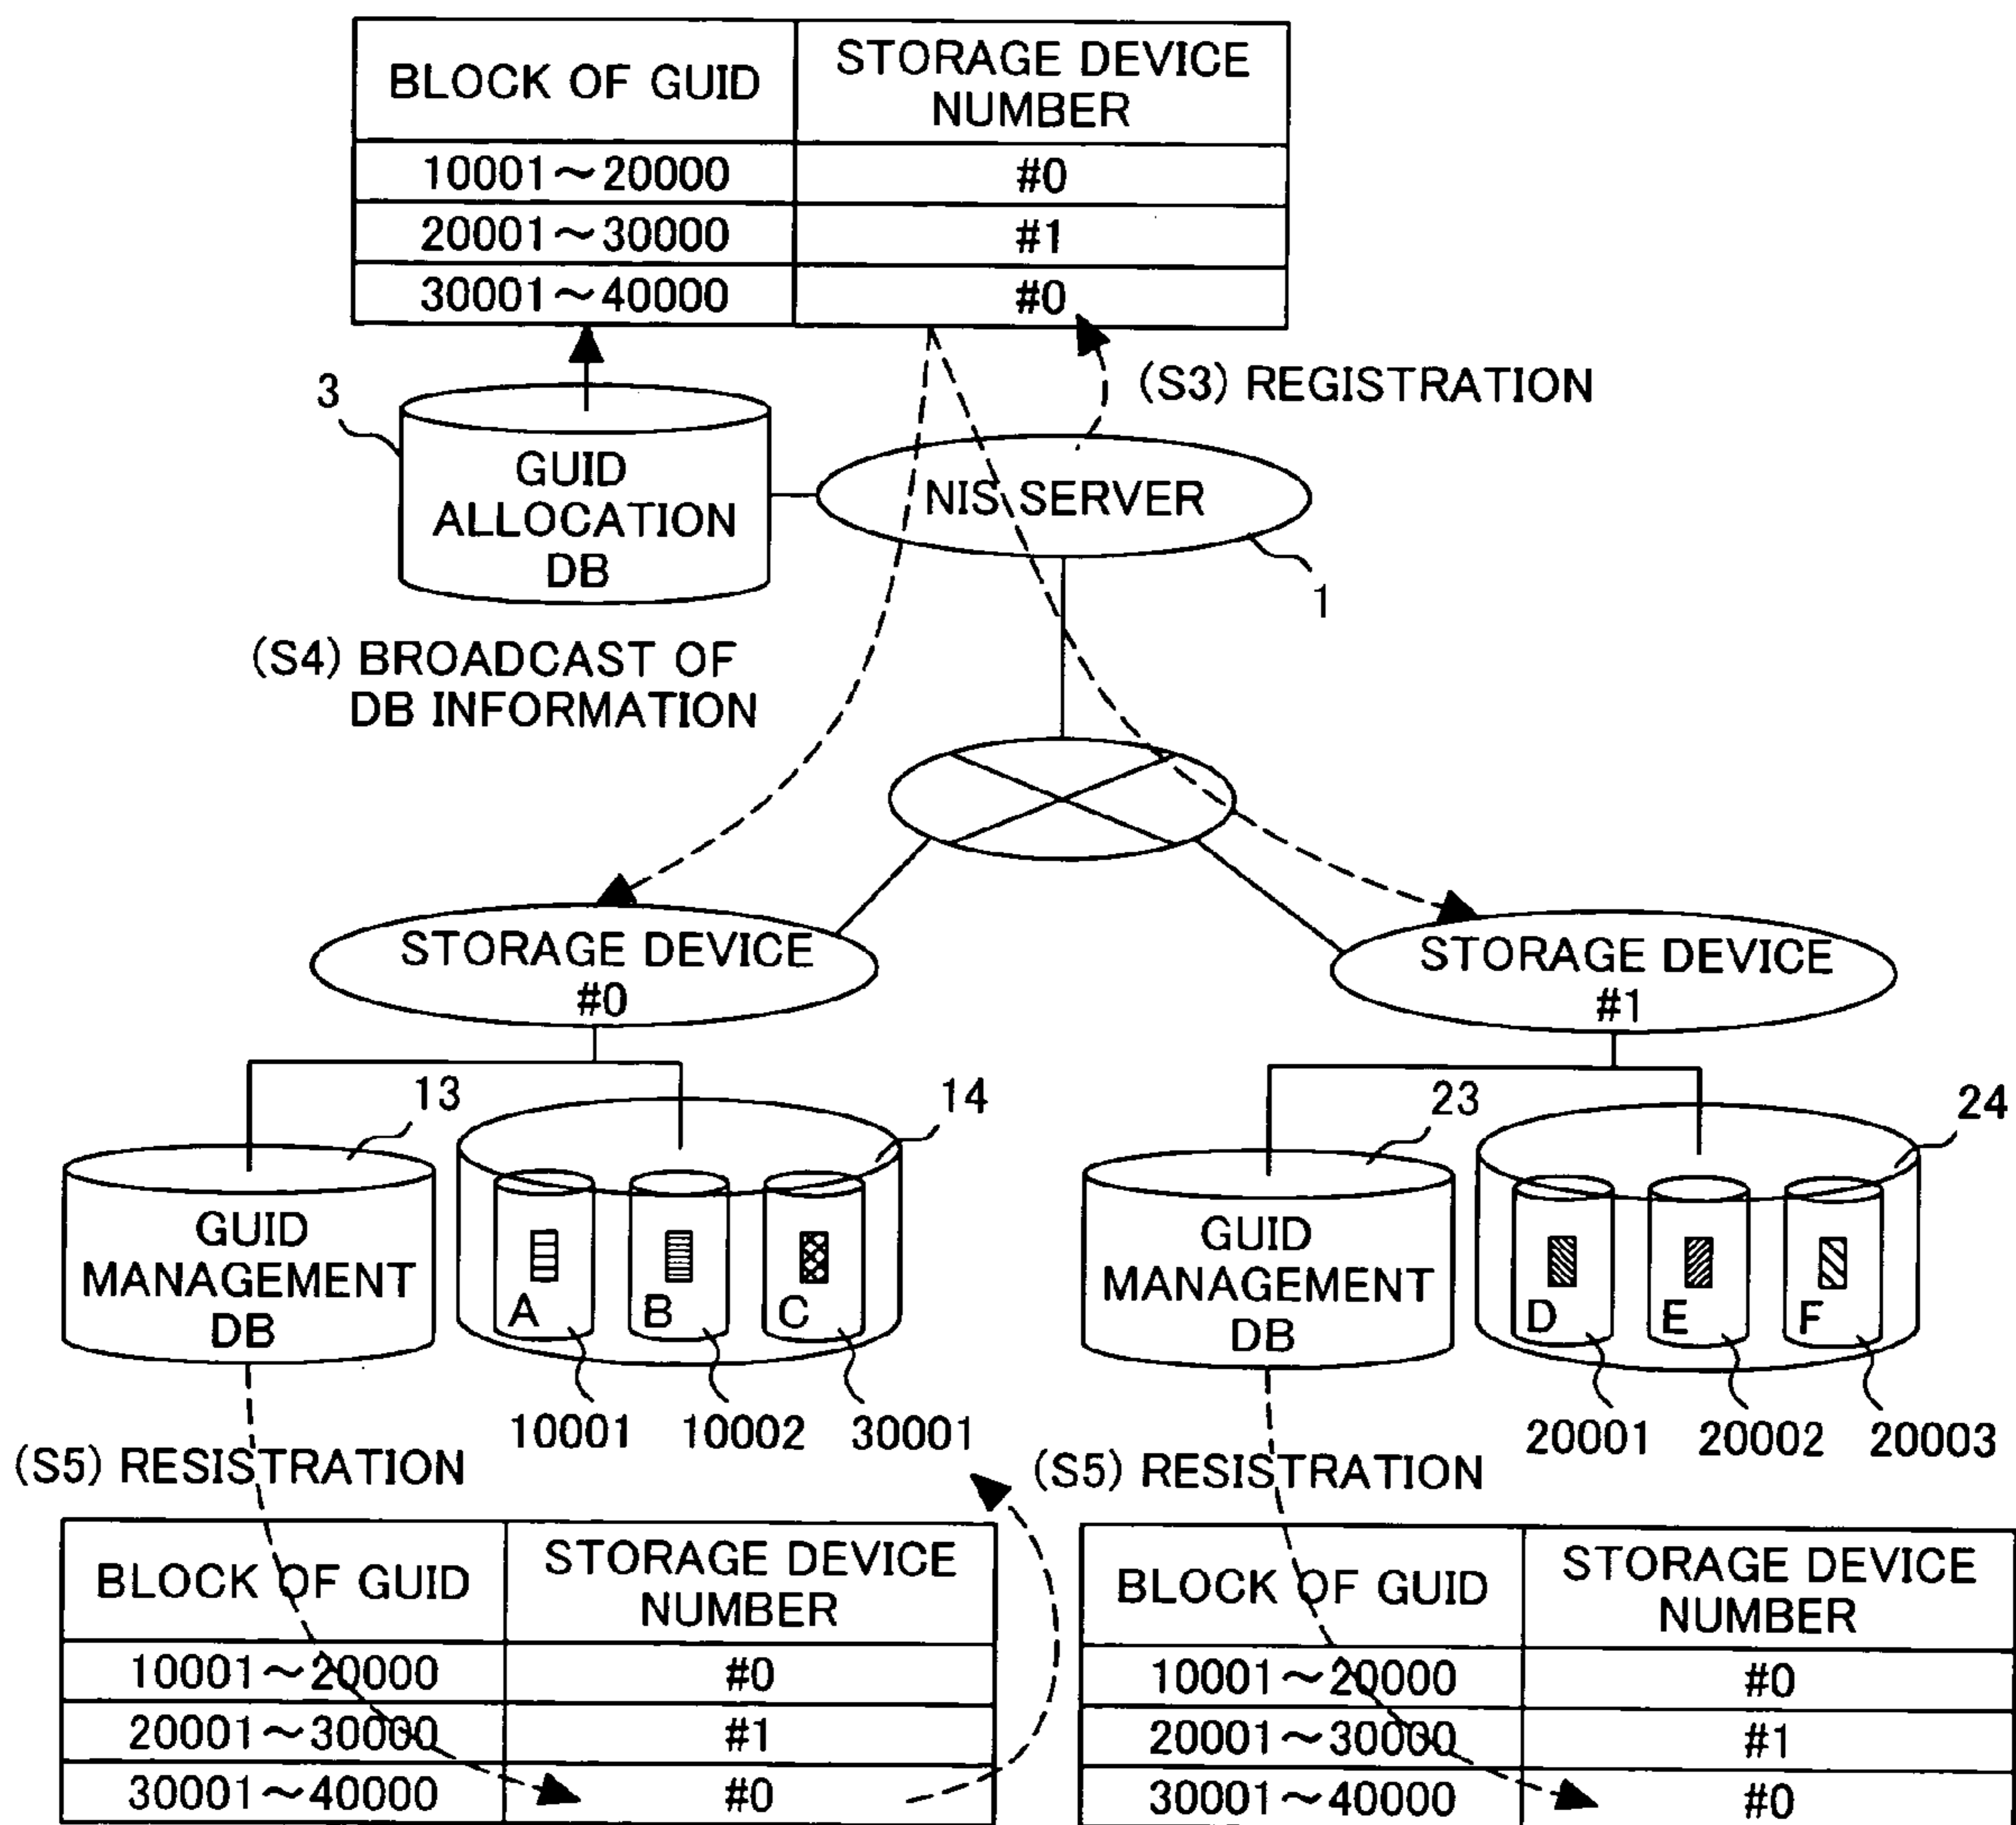 BLOCK OF GUID
STORAGE DEVICE
NUMBER
10001~20000
#0
20001~30000
#1
30001~40000
#0
(S3) REGISTRATION
3
GUID
ALLOCATION
DB
NIS SERVER
1
(S4) BROADCAST OF
DB INFORMATION
STORAGE DEVICE
#0
STORAGE DEVICE
#1
13
14
23
24
GUID
MANAGEMENT
DB
A
B
C
GUID
MANAGEMENT
DB
D
E
F
10001
10002
30001
20001
20002
20003
(S5) RESISTRATION
(S5) RESISTRATION
BLOCK OF GUID
STORAGE DEVICE
NUMBER
10001~20000
#0
20001~30000
#1
30001~40000
#0
BLOCK OF GUID
STORAGE DEVICE
NUMBER
10001~20000
#0
20001~30000
#1
30001~40000
#0